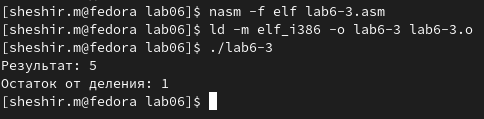 [sheshir.m@fedora lab06]$ nasm -f elf lab6-3.asm
[sheshir.m@fedora lab06]$ ld -m elf_i386 -o lab6-3 lab6-3.o
[sheshir.m@fedora lab06]$ ./lab6-3
Результат: 5
Остаток от деления: 1
[sheshir.m@fedora lab06]$